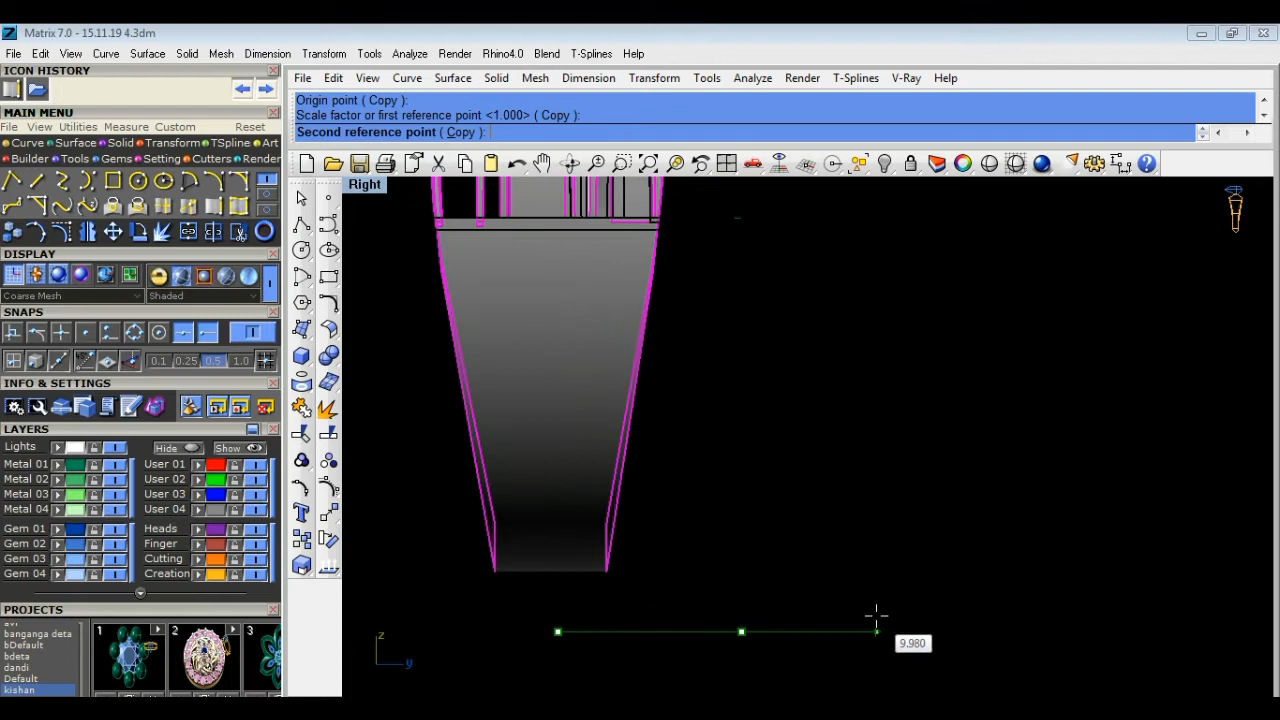 Matrix 7.0 - 15.11.19 4.3dm
File Edit View Curve Surface Solid Mesh Dimension Transform Tools Analyze Render Rhino4.0 Blend T-Splines Help
ICON HISTORY
MAIN MENU
File View Utilities Measure Custom Reset
Curve Surface Solid Transform TSpline Art
Builder Tools Gems Setting Cutters Render
DISPLAY
Coarse Mesh Shaded
SNAPS
0.1 0.25 0.5 1.0
INFO & SETTINGS
LAYERS
Lights Hide Show
Metal 01 User 01
Metal 02 User 02
Metal 03 User 03
Metal 04 User 04
Gem 01 Heads
Gem 02 Finger
Gem 03 Cutting
Gem 04 Creation
PROJECTS
avi
banganga deta
bDefault
bdeta
dandi
Default
kishan
1 2 3
File Edit View Curve Surface Solid Mesh Dimension Transform Tools Analyze Render T-Splines V-Ray Help
Origin point ( Copy ):
Scale factor or first reference point <1.000> ( Copy ):
Second reference point ( Copy ):
Right
z
y
9.980